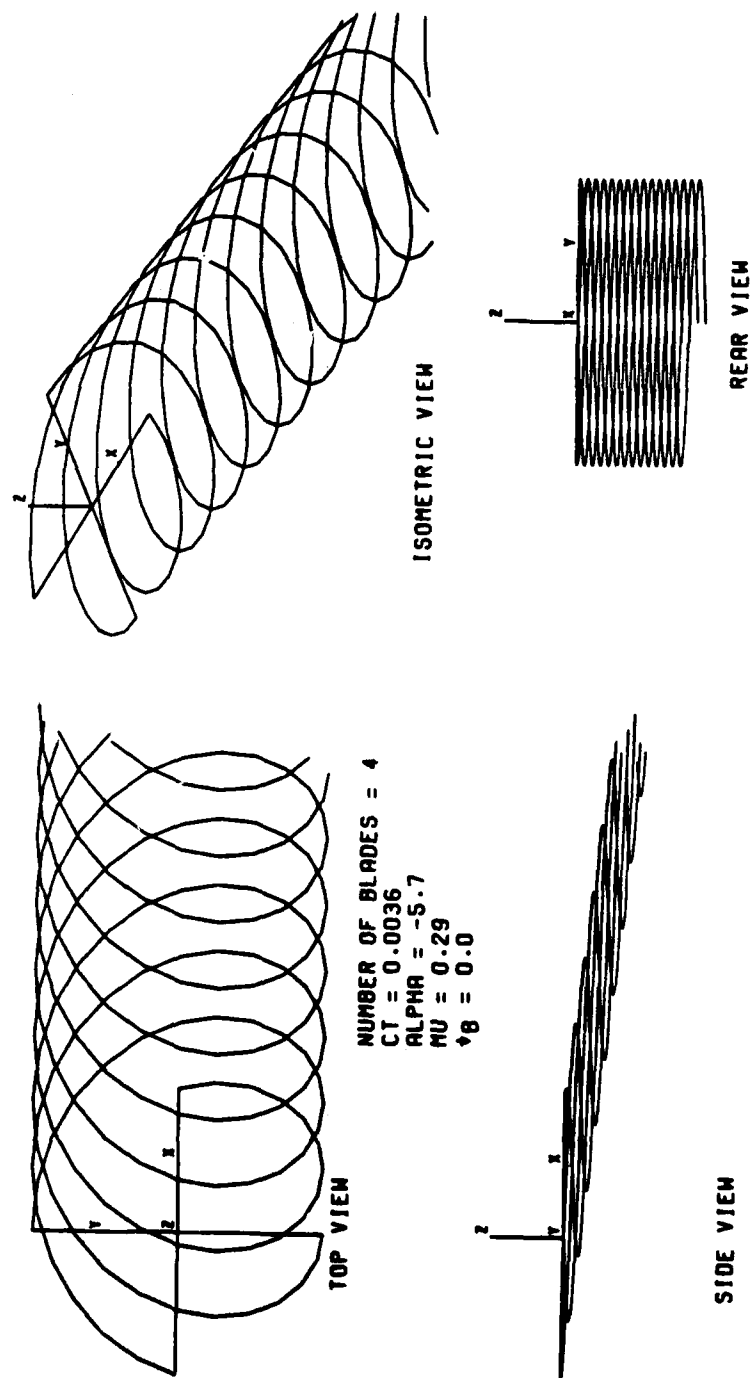 Z
Y
X
ISOMETRIC VIEW
Y
Z
X
TOP VIEW
NUMBER OF BLADES = 4
CT = 0.0036
ALPHA = -5.7
MU = 0.29
B = 0.0
Z
Y
X
SIDE VIEW
Z
X
Y
REAR VIEW